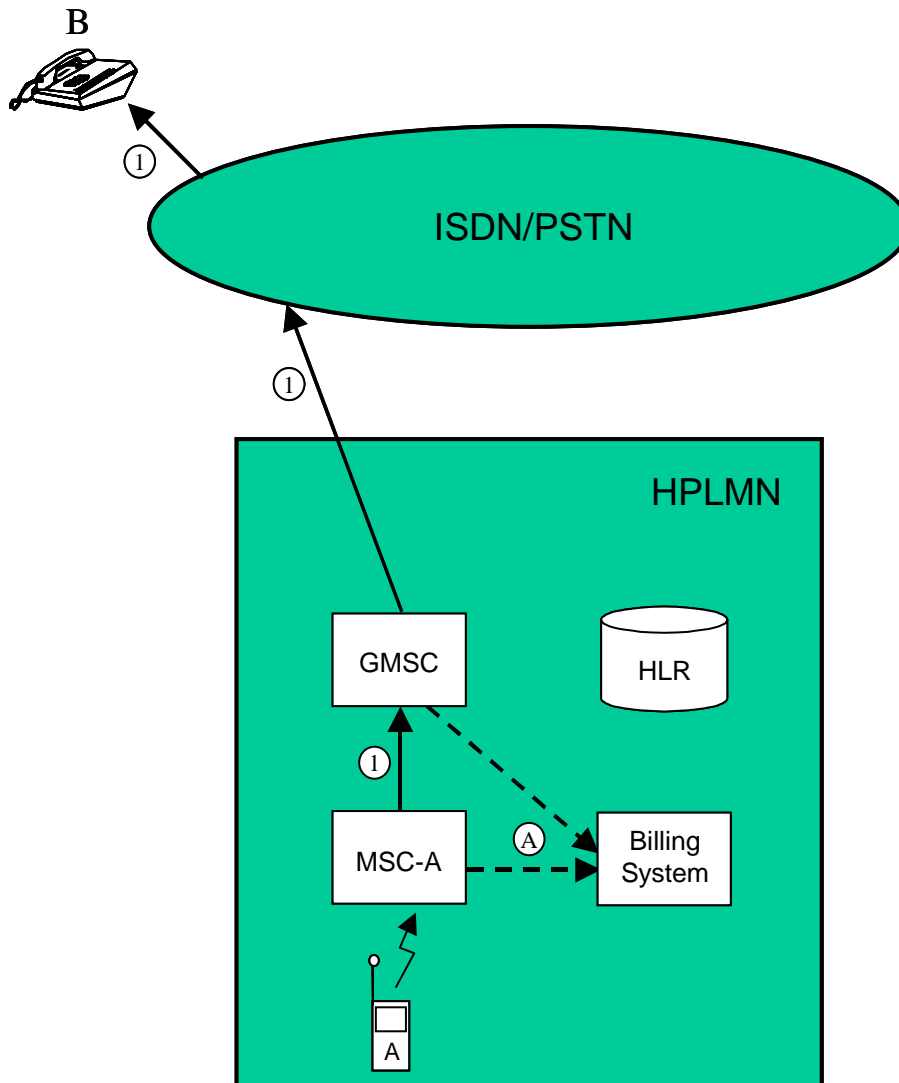 B
1
ISDN/PSTN
1
HPLMN
GMSC
HLR
1
A
MSC-A
Billing
System
A